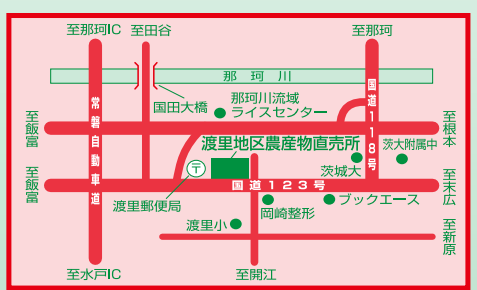 至那珂IC
至田谷
至那珂
那珂川
国田大橋
那珂川流域
ライスセンター
国道118号
常磐自動車道
至飯富
至根本
渡里地区農産物直売所
茨大附属中
茨城大
至飯富
〒
国道123号
至末広
渡里郵便局
岡崎整形
ブックエース
渡里小
至新原
至水戸IC
至開江